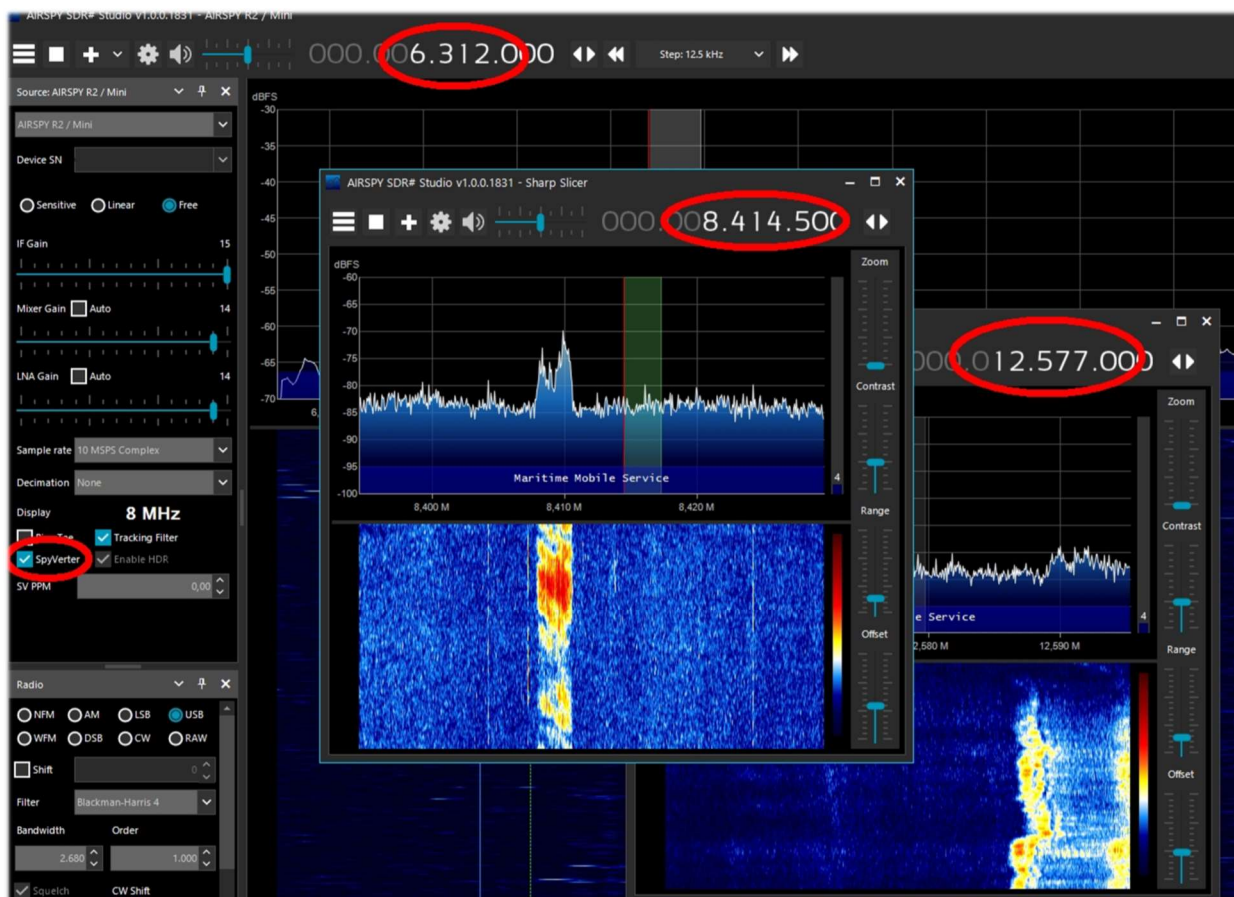 AIRSPY SDR# Studio v1.0.0.1831 - AIRSPY R2 / Mini
000.006.312.000
Step: 12.5 kHz
Source: AIRSPY R2 / Mini
AIRSPY R2 / Mini
Device SN
Sensitive Linear Free
IF Gain 15
Mixer Gain Auto 14
LNA Gain Auto 14
Sample rate 10 MSPS Complex
Decimation None
Display 8 MHz
Tracking Filter
SpyVerter Enable HDR
SV PPM 0,00
Radio
NFM AM LSB USB
WFM DSB CW RAW
Shift 0
Filter Blackman-Harris 4
Bandwidth Order
2.680 1.000
Squelch CW Shift
dBFS
-30
-35
-40
-45
-50
-55
-60
-65
-70
AIRSPY SDR# Studio v1.0.0.1831 - Sharp Slicer
000.008.414.500
dBFS
-60
-65
-70
-75
-80
-85
-90
-95
-100
Maritime Mobile Service
4
8,400 M 8,410 M 8,420 M
Zoom
Contrast
Range
Offset
000.012.577.000
e Service
4
2,580 M 12,590 M
Zoom
Contrast
Range
Offset